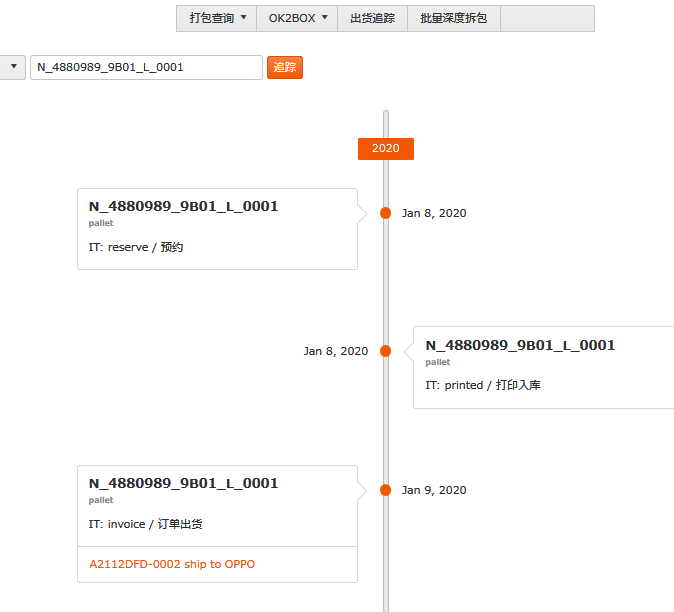 打包查询 OK2BOX 出货追踪 批量深度拆包
N_4880989_9B01_L_0001 追踪
2020
N_4880989_9B01_L_0001
pallet
IT: reserve / 预约
Jan 8, 2020
Jan 8, 2020
N_4880989_9B01_L_0001
pallet
IT: printed / 打印入库
N_4880989_9B01_L_0001
pallet
IT: invoice / 订单出货
A2112DFD-0002 ship to OPPO
Jan 9, 2020